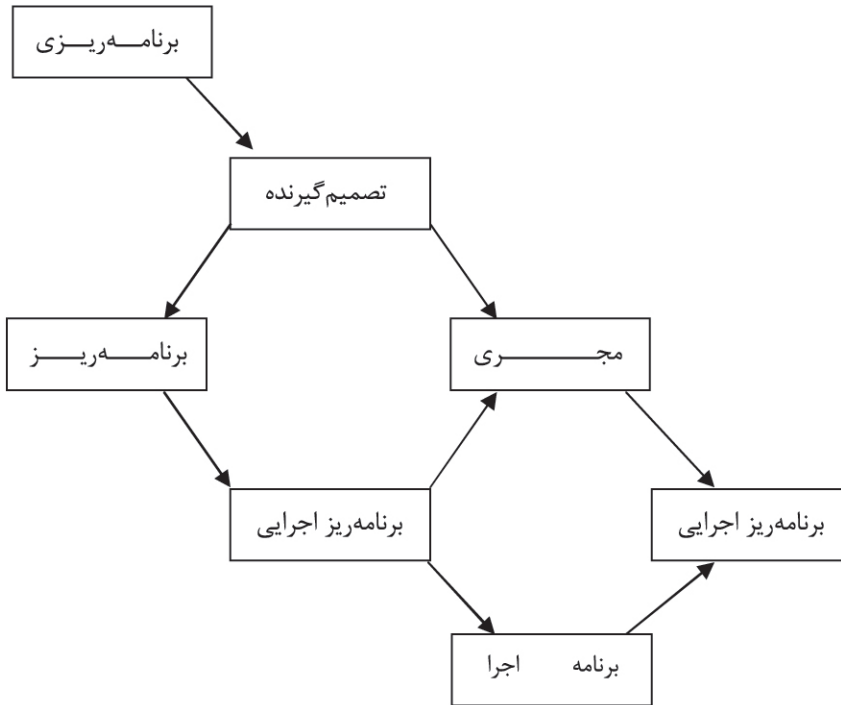 برنامه‌ریزی
تصمیم‌گیرنده
برنامه‌ریز
مجری
برنامه‌ریز اجرایی
برنامه‌ریز اجرایی
برنامه اجرا